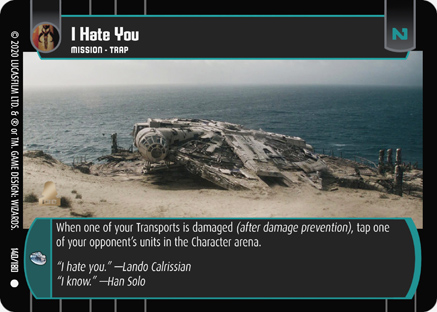 I Hate You
MISSION - TRAP
When one of your Transports is damaged (after damage prevention), tap one
of your opponent's units in the Character arena.
"I hate you." —Lando Calrissian
"I know." —Han Solo
© 2020 LUCASFILM LTD. & ® or TM. GAME DESIGN: WIZARDS. 140/180